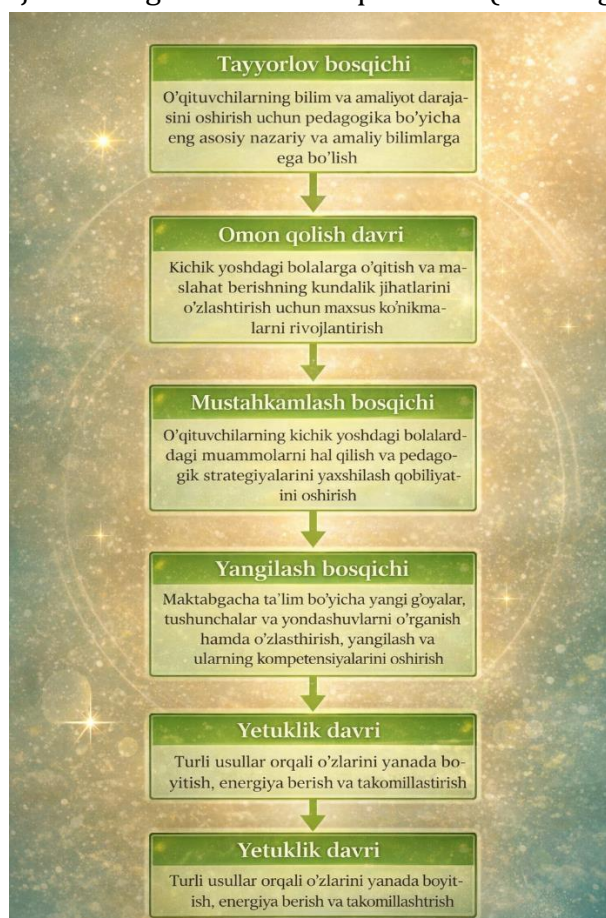 Tayyorlov bosqichi
O'qituvchilarning bilim va amaliyot daraja-
sini oshirish uchun pedagogika bo'yicha
eng asosiy nazariy va amaliy bilimlarga
ega bo'lish
Omon qolish davri
Kichik yoshdagi bolalarga o'qitish va ma-
slahat berishning kundalik jihatlarini
o'zlashtirish uchun maxsus ko'nikma-
larni rivojlantirish
Mustahkamlash bosqichi
O'qituvchilarning kichik yoshdagi bolalard-
dagi muammolarni hal qilish va pedago-
gik strategiyalarini yaxshilash qobiliyat-
ini oshirish
Yangilash bosqichi
Maktabgacha ta'lim bo'yicha yangi g'oyalar,
tushunchalar va yondashuvlarni o'rganish
hamda o'zlasthirish, yangilash va
ularning kompetensiyalarini oshirish
Yetuklik davri
Turli usullar orqali o'zlarini yanada bo-
yitish, energiya berish va takomillastirish
Yetuklik davri
Turli usullar orqali o'zlarini yanada boyit-
ish, energiya berish va takomillashtrish